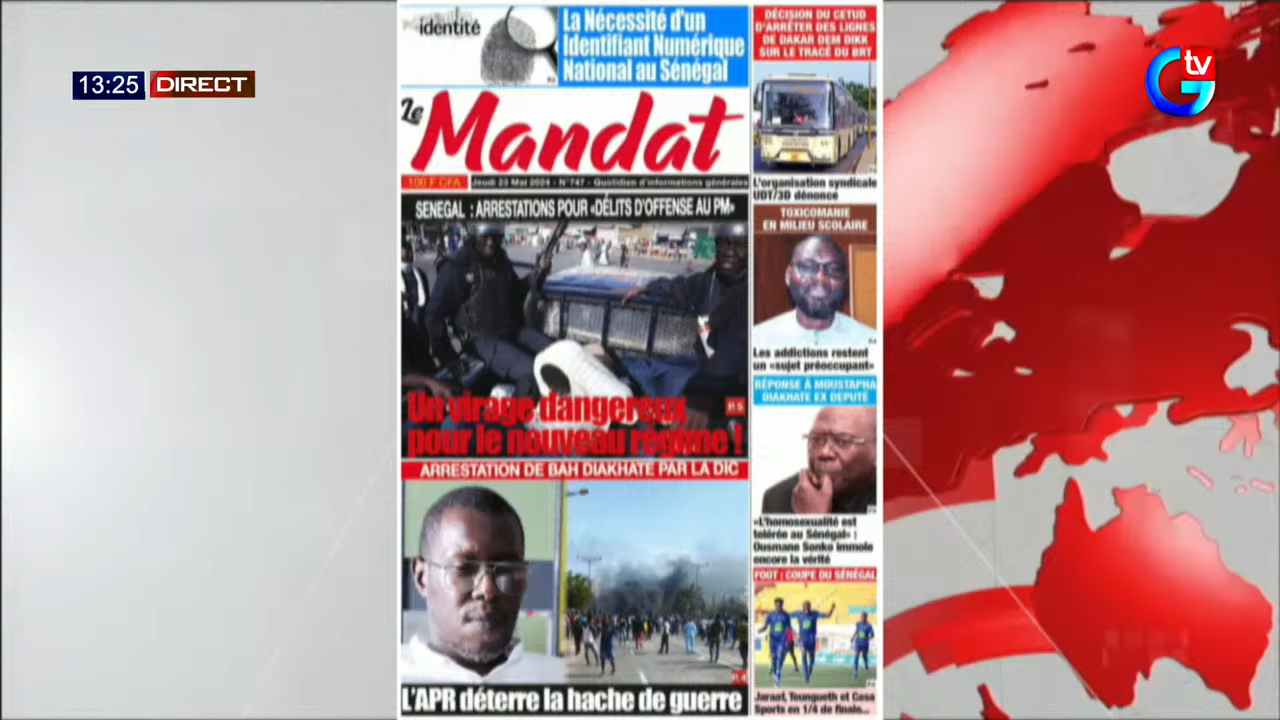 13:25 DIRECT
G tv
identité
La Nécessité d'un
Identifiant Numérique
National au Sénégal
Le Mandat
100 F CFA
Jeudi 23 Mai 2024 - N°747 - Quotidien d'informations générales
SENEGAL : ARRESTATIONS POUR «DÉLITS D'OFFENSE AU PM»
Un virage dangereux
pour le nouveau régime !
P.5
ARRESTATION DE BAH DIAKHATE PAR LA DIC
L'APR déterre la hache de guerre
P.4
DÉCISION DU CETUD
D'ARRÊTER DES LIGNES
DE DAKAR DEM DIKK
SUR LE TRACÉ DU BRT
L'organisation syndicale
UDT/3D dénonce
TOXICOMANIE
EN MILIEU SCOLAIRE
Les addictions restent
un «sujet préoccupant»
RÉPONSE À MOUSTAPHA
DIAKHATE EX DEPUTÉ
«L'homosexualité est
tolérée au Sénégal» :
Ousmane Sonko immole
encore la vérité
FOOT : COUPE DU SÉNÉGAL
Jaraaf, Teungueth et Casa
Sports en 1/4 de finale...